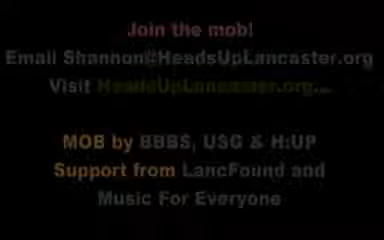 Join the mob!
Email Shannon@HeadsUpLancaster.org
Visit HeadsUpLancaster.org...
MOB by BBBS, USG & H:UP
Support from LancFound and
Music For Everyone